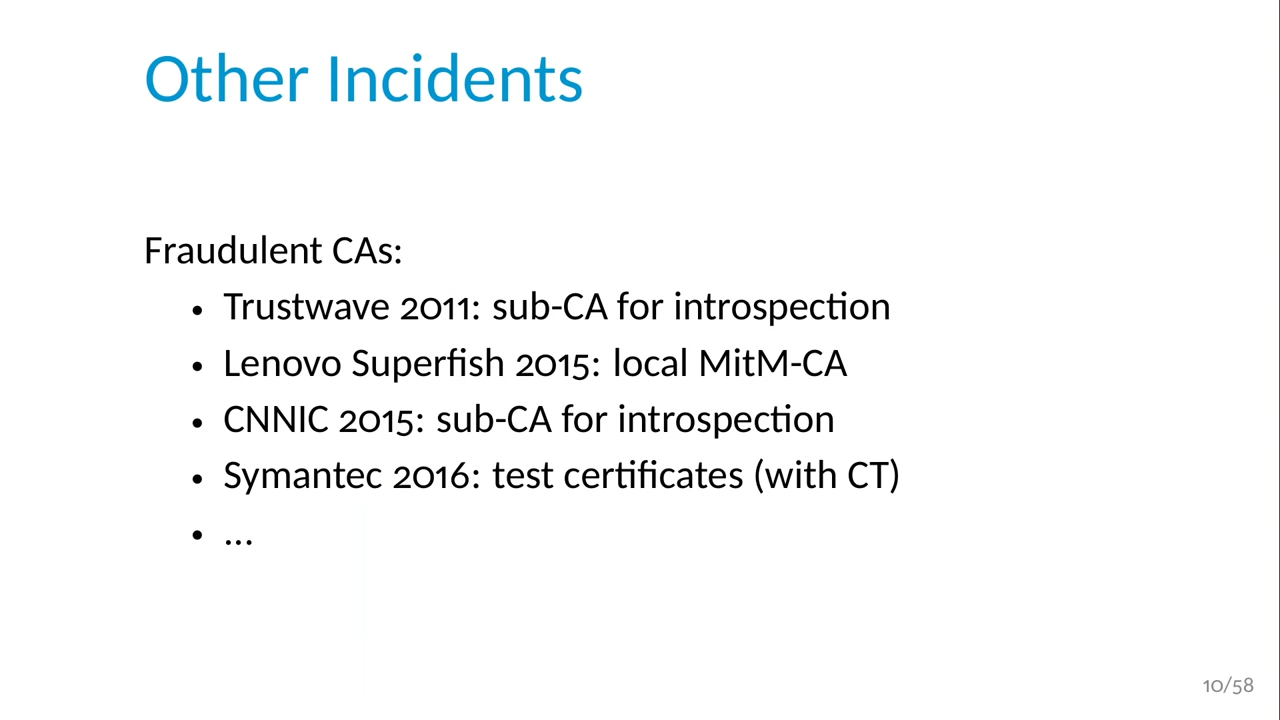 Other Incidents
Fraudulent CAs:
• Trustwave 2011: sub-CA for introspection
• Lenovo Superfish 2015: local MitM-CA
• CNNIC 2015: sub-CA for introspection
• Symantec 2016: test certificates (with CT)
• ...
10/58